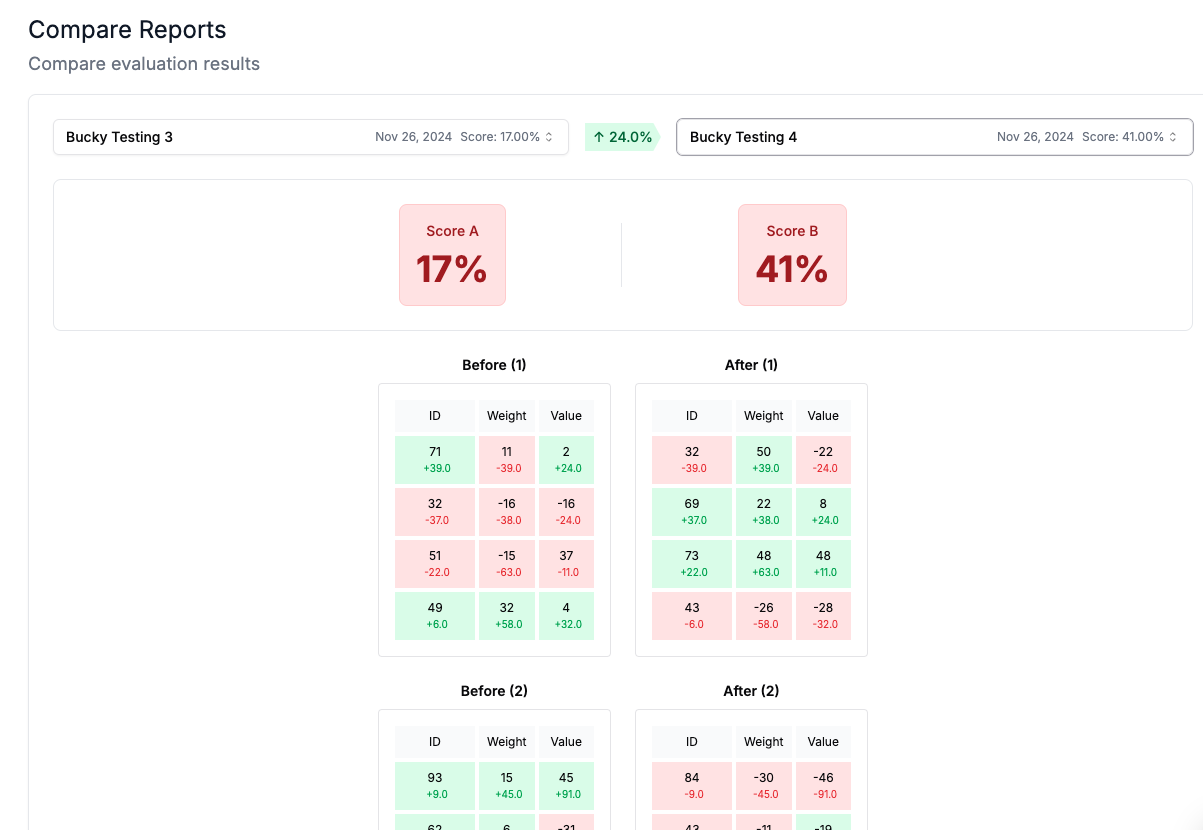 Compare Reports
Compare evaluation results
Bucky Testing 3 Nov 26, 2024 Score: 17.00% ↑ 24.0% Bucky Testing 4 Nov 26, 2024 Score: 41.00%
Score A Score B
17% 41%
Before (1) After (1)
ID Weight Value ID Weight Value
71 11 2 32 50 -22
+39.0 -39.0 +24.0 -39.0 +39.0 -24.0
32 -16 -16 69 22 8
-37.0 -38.0 -24.0 +37.0 +38.0 +24.0
51 -15 37 73 48 48
-22.0 -63.0 -11.0 +22.0 +63.0 +11.0
49 32 4 43 -26 -28
+6.0 +58.0 +32.0 -6.0 -58.0 -32.0
Before (2) After (2)
ID Weight Value ID Weight Value
93 15 45 84 -30 -46
+9.0 +45.0 +91.0 -9.0 -45.0 -91.0
62 6 -31 43 -11 -19